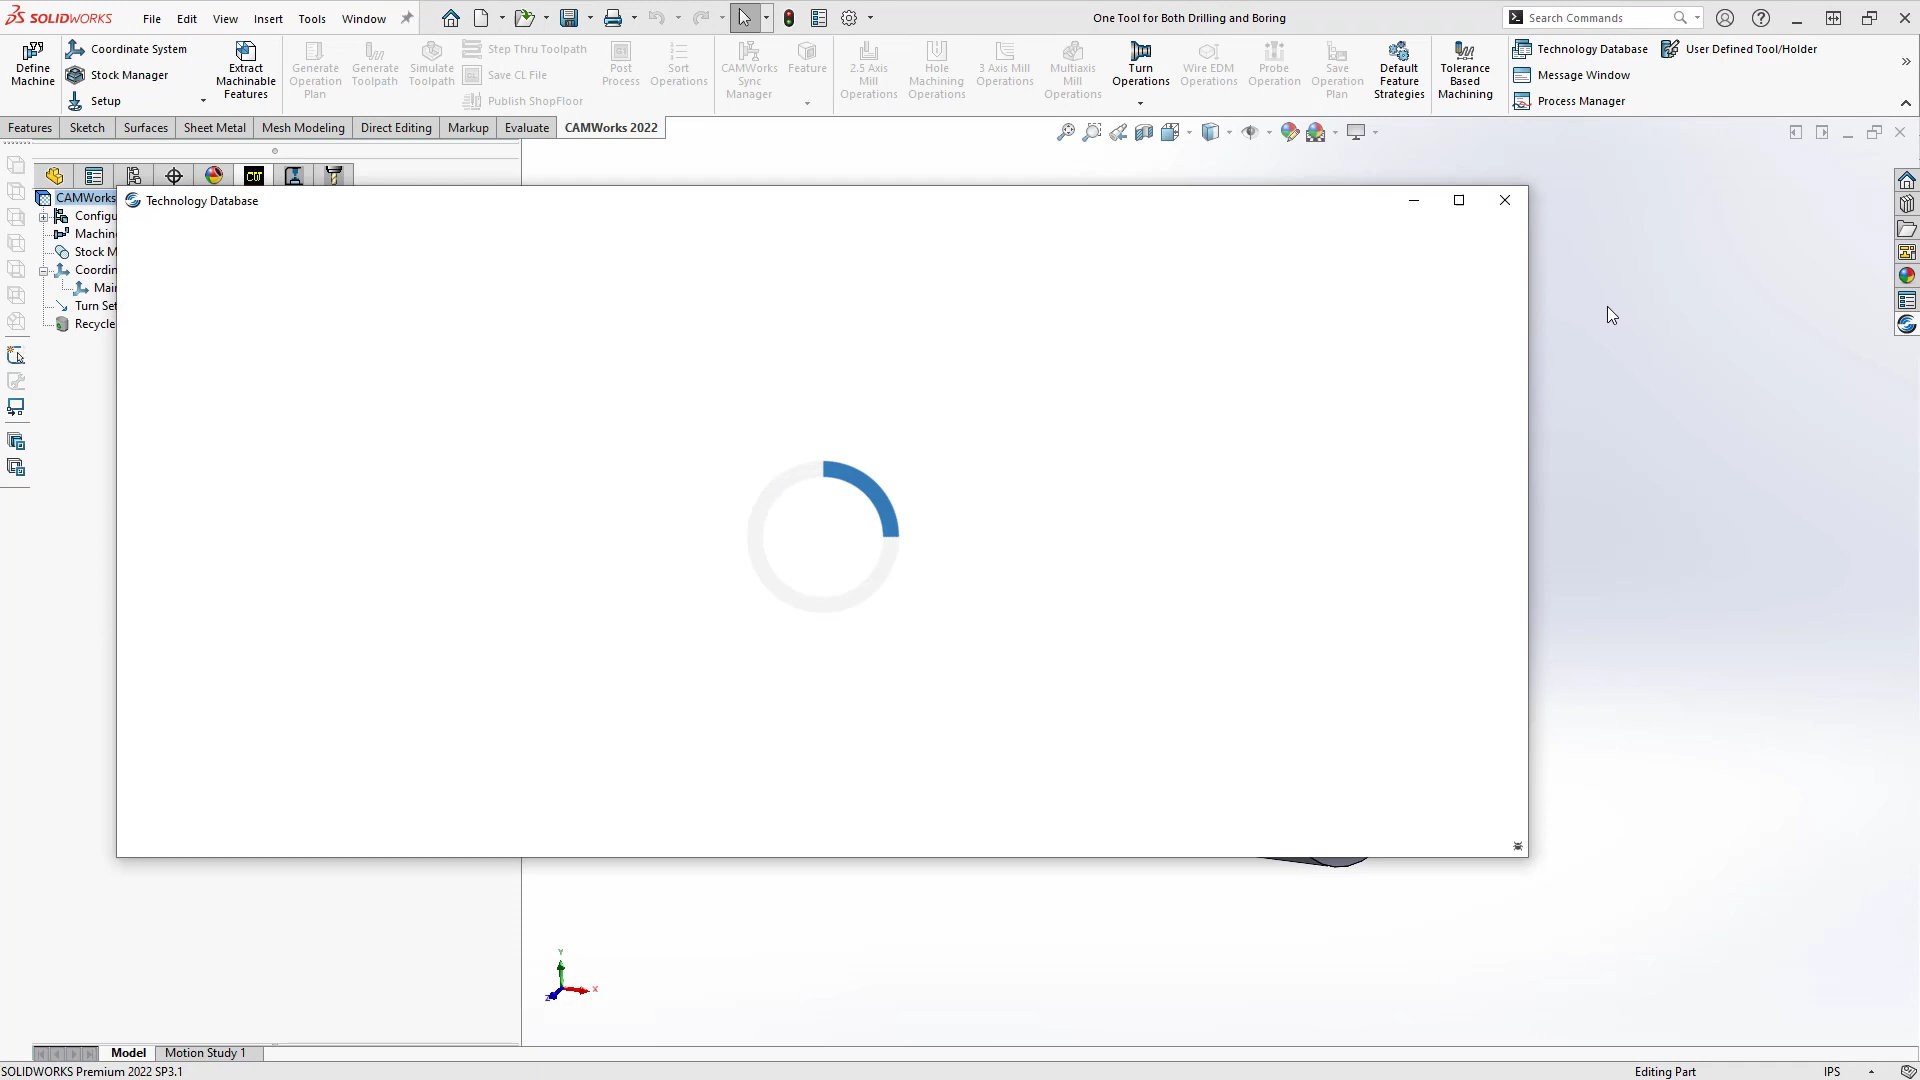 SOLIDWORKS File Edit View Insert Tools Window One Tool for Both Drilling and Boring Search Commands
Define Machine
Coordinate System
Stock Manager
Setup
Extract Machinable Features
Generate Operation Plan
Generate Toolpath
Simulate Toolpath
Step Thru Toolpath
Save CL File
Publish ShopFloor
Post Process
Sort Operations
CAMWorks Sync Manager
Feature
2.5 Axis Mill Operations
Hole Machining Operations
3 Axis Mill Operations
Multiaxis Mill Operations
Turn Operations
Wire EDM Operations
Probe Operation
Save Operation Plan
Default Feature Strategies
Tolerance Based Machining
Technology Database
Message Window
Process Manager
User Defined Tool/Holder
Features Sketch Surfaces Sheet Metal Mesh Modeling Direct Editing Markup Evaluate CAMWorks 2022
CW
CAMWorks
Configu
Machin
Stock M
Coordin
Mai
Turn Set
Recycle
Technology Database
Y
X
Z
Model Motion Study 1
SOLIDWORKS Premium 2022 SP3.1 Editing Part IPS